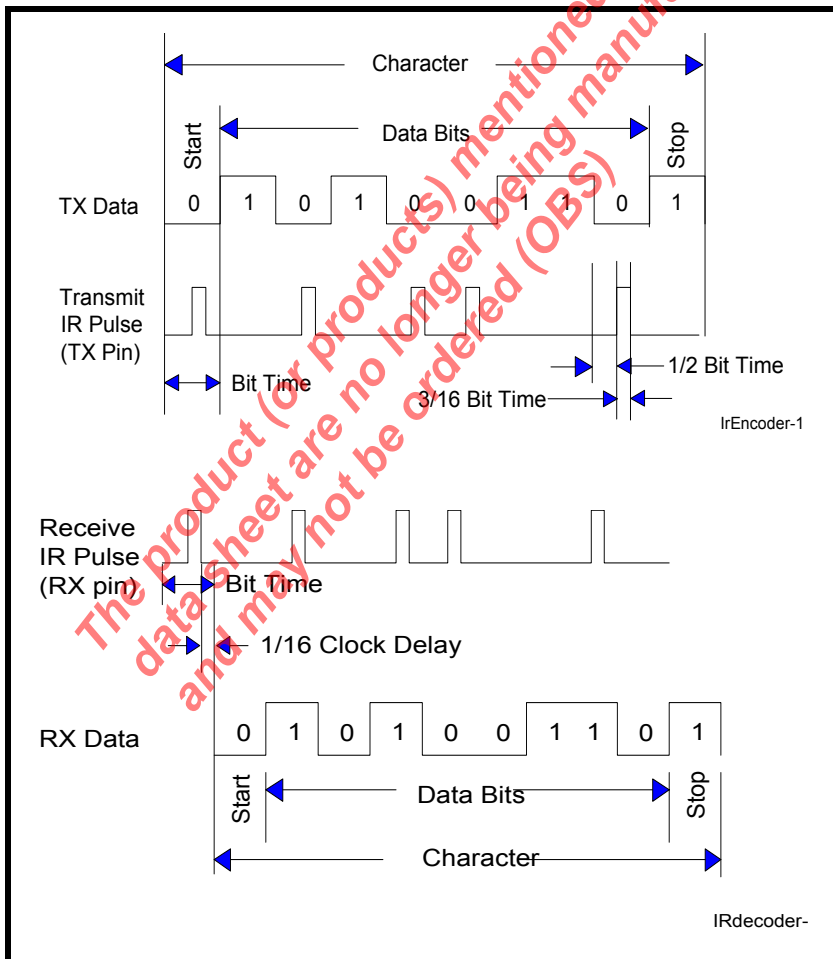 Character
Start
Data Bits
Stop
TX Data
0 1 0 1 0 0 1 1 0 1
Transmit
IR Pulse
(TX Pin)
Bit Time
1/2 Bit Time
3/16 Bit Time
IrEncoder-1
Receive
IR Pulse
(RX pin)
Bit Time
1/16 Clock Delay
RX Data
0 1 0 1 0 0 1 1 0 1
Start
Data Bits
Stop
Character
IRdecoder-
The product (or products) mentioned
data sheet are no longer being manu
and may not be ordered (OBS)